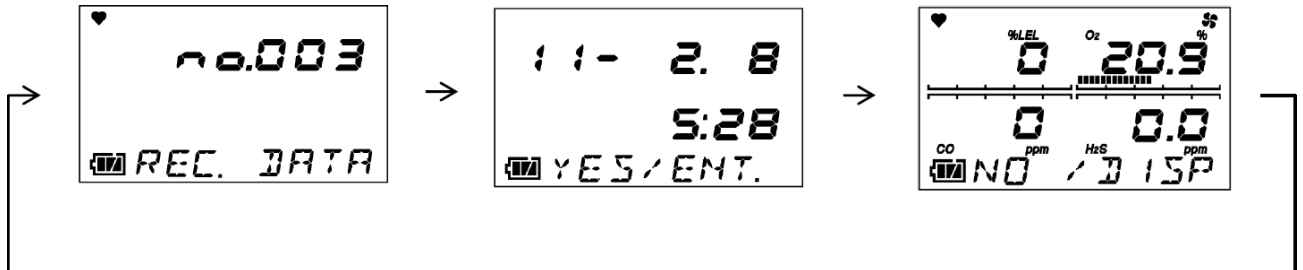 no.003
REC. DATA
11- 2. 8
5:28
YES/ENT.
%LEL O2 %
0 20.9
0 0.0
CO ppm H2S ppm
NO /DISP